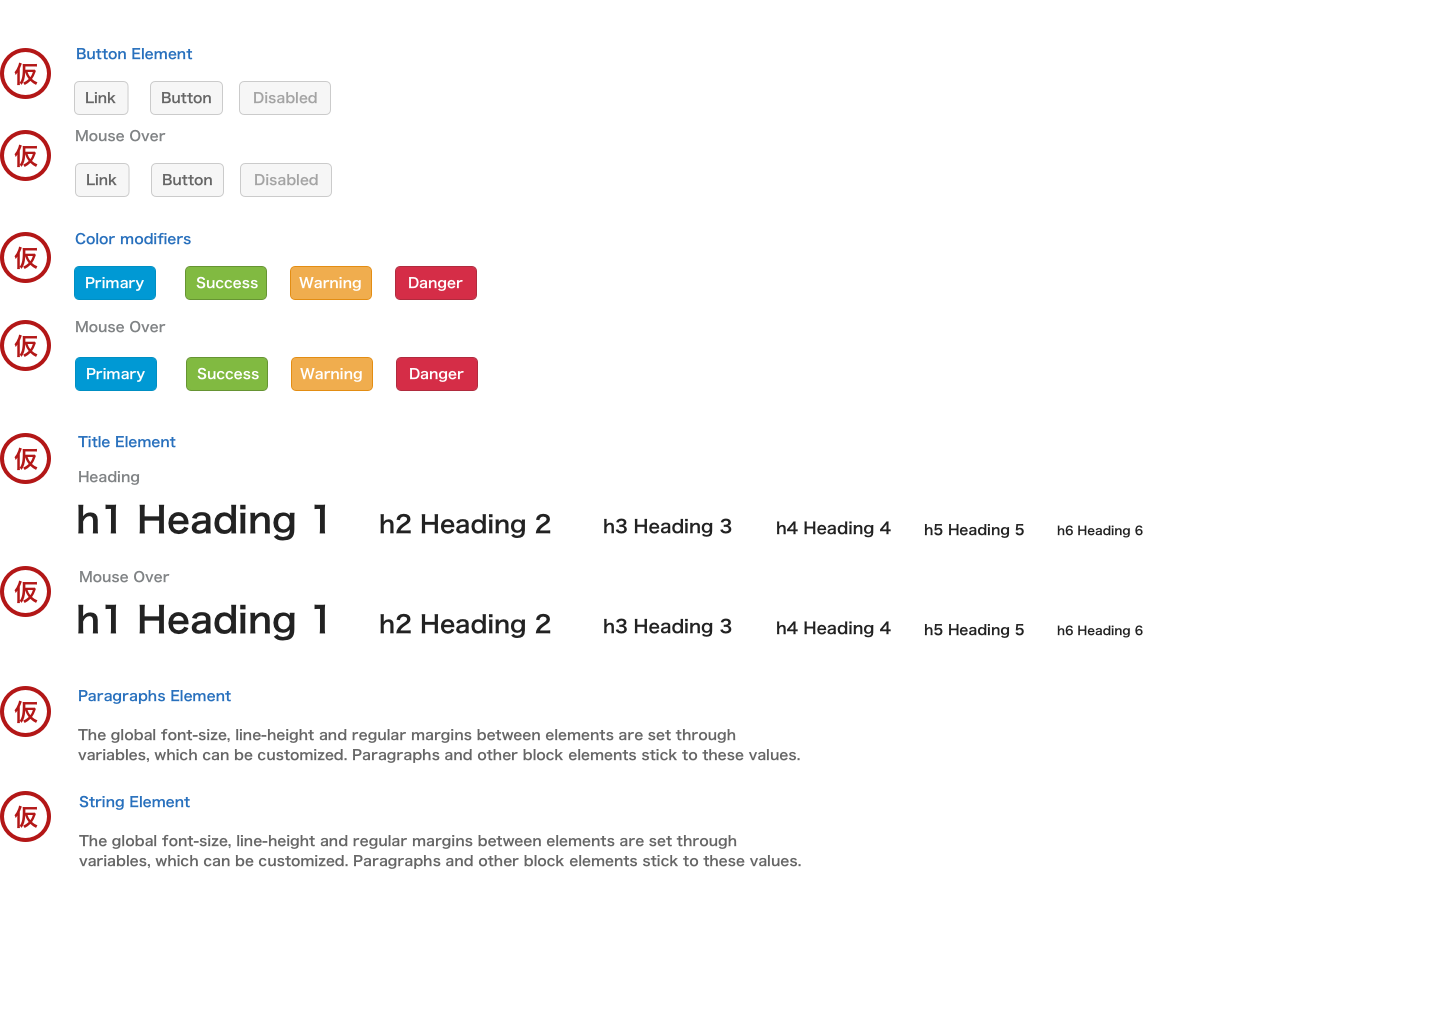 仮 Button Element
Link Button Disabled
仮 Mouse Over
Link Button Disabled
仮 Color modifiers
Primary Success Warning Danger
仮 Mouse Over
Primary Success Warning Danger
仮 Title Element
Heading
h1 Heading 1 h2 Heading 2 h3 Heading 3 h4 Heading 4 h5 Heading 5 h6 Heading 6
仮 Mouse Over
h1 Heading 1 h2 Heading 2 h3 Heading 3 h4 Heading 4 h5 Heading 5 h6 Heading 6
仮 Paragraphs Element
The global font-size, line-height and regular margins between elements are set through
variables, which can be customized. Paragraphs and other block elements stick to these values.
仮 String Element
The global font-size, line-height and regular margins between elements are set through
variables, which can be customized. Paragraphs and other block elements stick to these values.